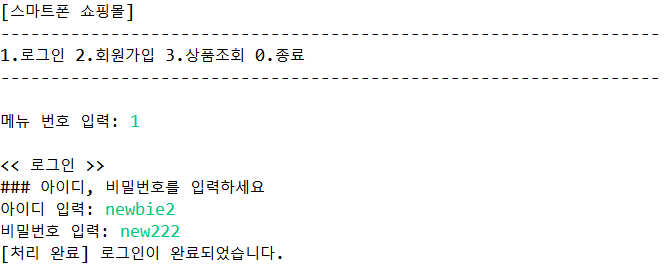 [스마트폰 쇼핑몰]
------------------------------------------------------------------
1.로그인 2.회원가입 3.상품조회 0.종료
------------------------------------------------------------------
메뉴 번호 입력: 1
<< 로그인 >>
### 아이디, 비밀번호를 입력하세요
아이디 입력: newbie2
비밀번호 입력: new222
[처리 완료] 로그인이 완료되었습니다.